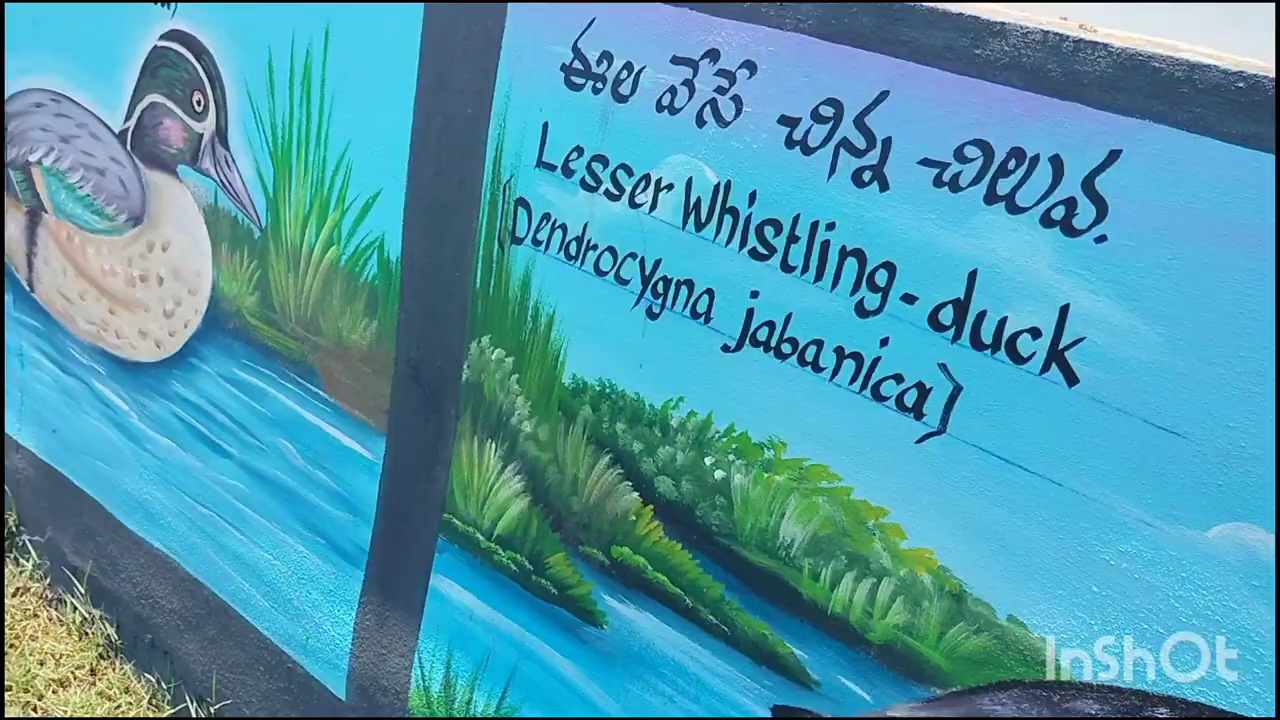 ఈల వేసే చిన్న చిలువ.
Lesser Whistling-duck
(Dendrocygna jabanica)
InShOt